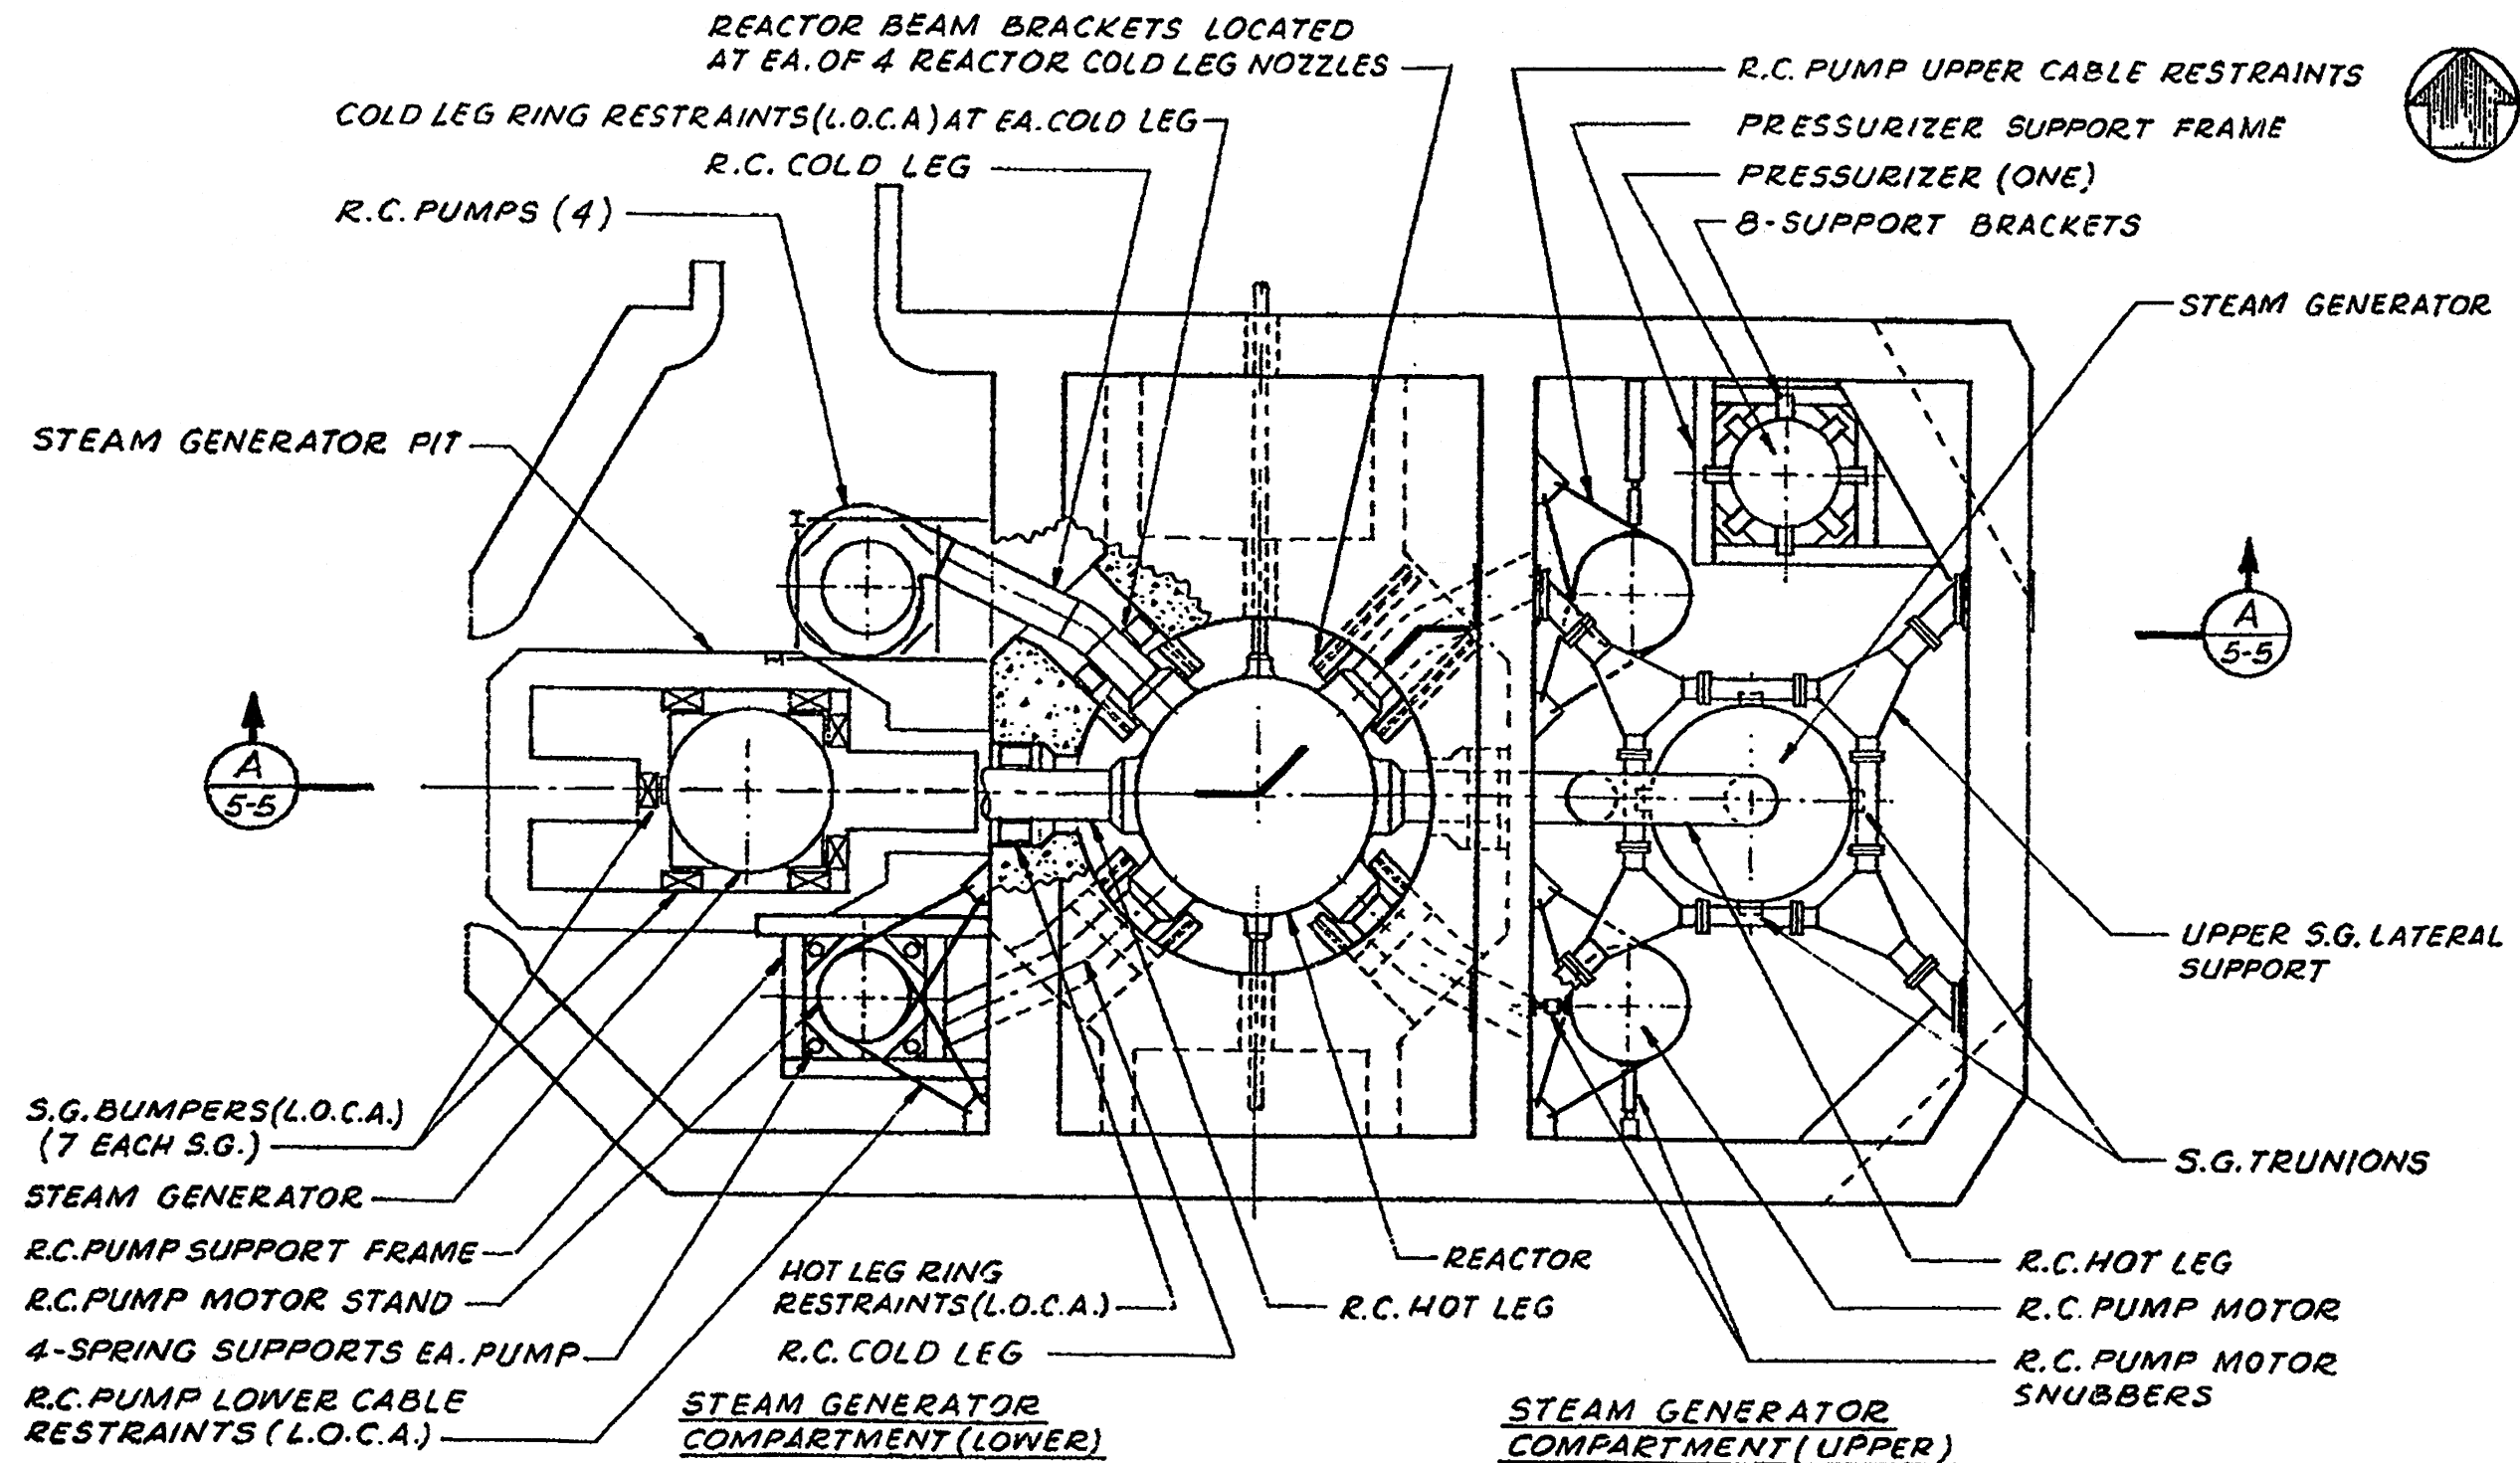 REACTOR BEAM BRACKETS LOCATED
AT EA. OF 4 REACTOR COLD LEG NOZZLES
COLD LEG RING RESTRAINTS (L.O.C.A) AT EA. COLD LEG
R.C. COLD LEG
R.C. PUMPS (4)
STEAM GENERATOR PIT
R.C. PUMP UPPER CABLE RESTRAINTS
PRESSURIZER SUPPORT FRAME
PRESSURIZER (ONE)
8-SUPPORT BRACKETS
STEAM GENERATOR
A
5-5
A
5-5
UPPER S.G. LATERAL
SUPPORT
S.G. TRUNIONS
S.G. BUMPERS (L.O.C.A.)
(7 EACH S.G.)
STEAM GENERATOR
R.C. PUMP SUPPORT FRAME
R.C. PUMP MOTOR STAND
4-SPRING SUPPORTS EA. PUMP
R.C. PUMP LOWER CABLE
RESTRAINTS (L.O.C.A.)
HOT LEG RING
RESTRAINTS (L.O.C.A.)
R.C. COLD LEG
REACTOR
R.C. HOT LEG
R.C. HOT LEG
R.C. PUMP MOTOR
R.C. PUMP MOTOR
SNUBBERS
STEAM GENERATOR
COMPARTMENT (LOWER)
STEAM GENERATOR
COMPARTMENT (UPPER)